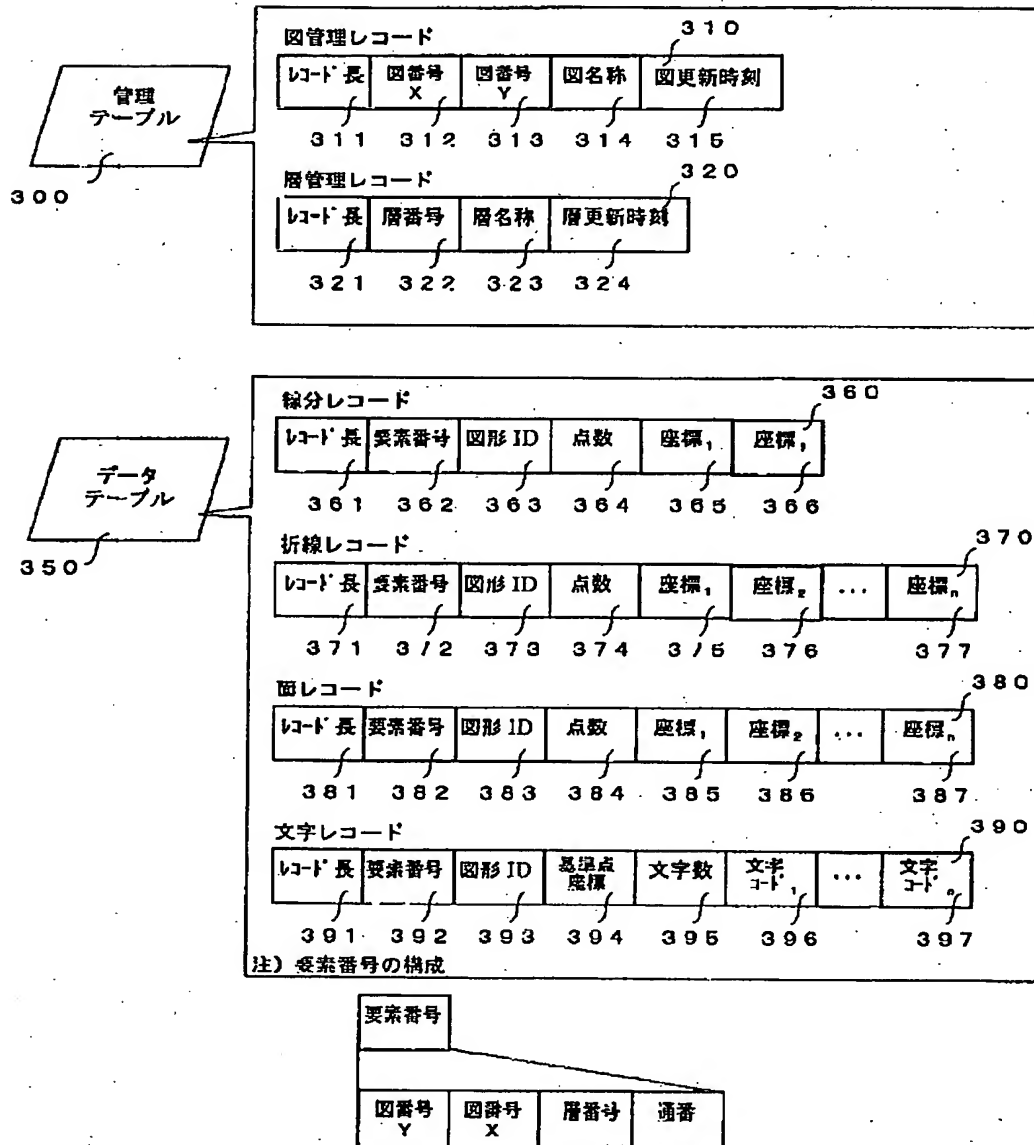 図管理レコード
310
レコード長 図番号X 図番号Y 図名称 図更新時刻
311 312 313 314 315
管理テーブル
300
層管理レコード
320
レコード長 層番号 層名称 層更新時刻
321 322 323 324
線分レコード
360
レコード長 要素番号 図形ID 点数 座標1 座標1
361 362 363 364 365 366
データテーブル
350
折線レコード
370
レコード長 要素番号 図形ID 点数 座標1 座標2 ... 座標n
371 372 373 374 375 376 377
面レコード
380
レコード長 要素番号 図形ID 点数 座標1 座標2 ... 座標n
381 382 383 384 385 386 387
文字レコード
390
レコード長 要素番号 図形ID 基準点座標 文字数 文字コード1 ... 文字コードn
391 392 393 394 395 396 397
注）要素番号の構成
要素番号
図番号Y 図番号X 層番号 通番